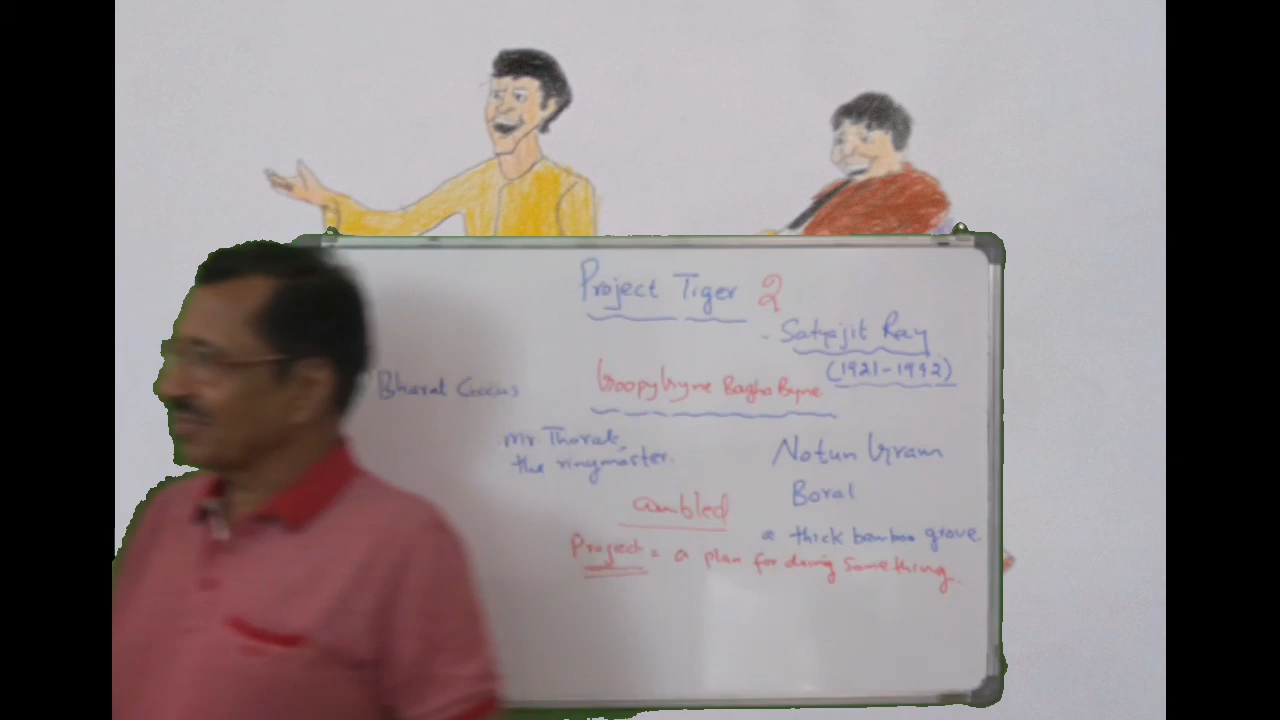 Project Tiger 2
- Satyajit Ray
(1921-1992)
Goopy Gyne Bagha Byne
Bharat Circus
Mr Thorat,
the ringmaster.
Notun Gram
Boral
ambled
a thick bamboo grove.
Project = a plan for doing something.